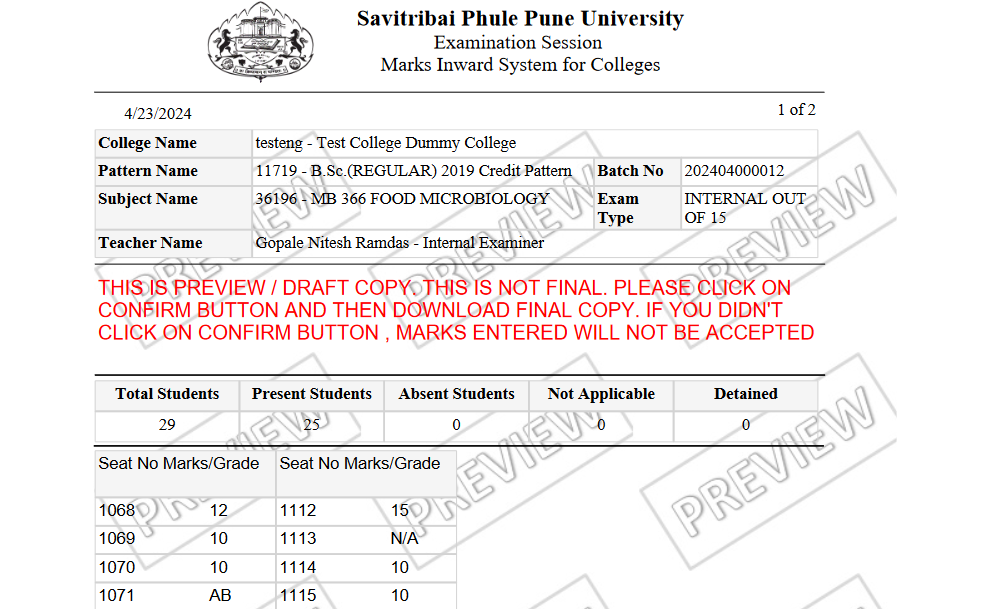 Savitribai Phule Pune University
Examination Session
Marks Inward System for Colleges
4/23/2024
1 of 2
College Name testeng - Test College Dummy College
Pattern Name 11719 - B.Sc.(REGULAR) 2019 Credit Pattern Batch No 202404000012
Subject Name 36196 - MB 366 FOOD MICROBIOLOGY Exam Type INTERNAL OUT OF 15
Teacher Name Gopale Nitesh Ramdas - Internal Examiner
THIS IS PREVIEW / DRAFT COPY, THIS IS NOT FINAL. PLEASE CLICK ON
CONFIRM BUTTON AND THEN DOWNLOAD FINAL COPY. IF YOU DIDN'T
CLICK ON CONFIRM BUTTON , MARKS ENTERED WILL NOT BE ACCEPTED
Total Students Present Students Absent Students Not Applicable Detained
29 25 0 0 0
Seat No Marks/Grade Seat No Marks/Grade
1068 12 1112 15
1069 10 1113 N/A
1070 10 1114 10
1071 AB 1115 10
PREVIEW
PREVIEW
PREVIEW
PREVIEW
PREVIEW
PREVIEW